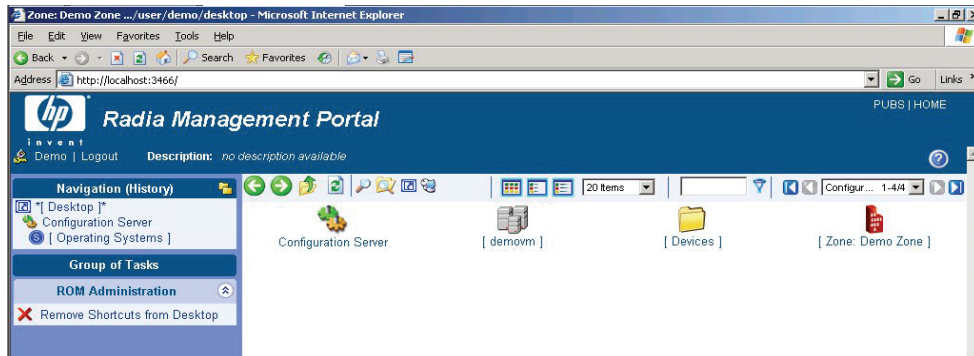 Zone: Demo Zone .../user/demo/desktop - Microsoft Internet Explorer
File Edit View Favorites Tools Help
Back Search Favorites
Address http://localhost:3466/ Go Links
hp
invent
Radia Management Portal
PUBS | HOME
Demo | Logout Description: no description available
Navigation (History)
20 Items
Configur... 1-4/4
*[ Desktop ]*
Configuration Server
[ Operating Systems ]
Configuration Server
[ demovm ]
[ Devices ]
[ Zone: Demo Zone ]
Group of Tasks
ROM Administration
Remove Shortcuts from Desktop